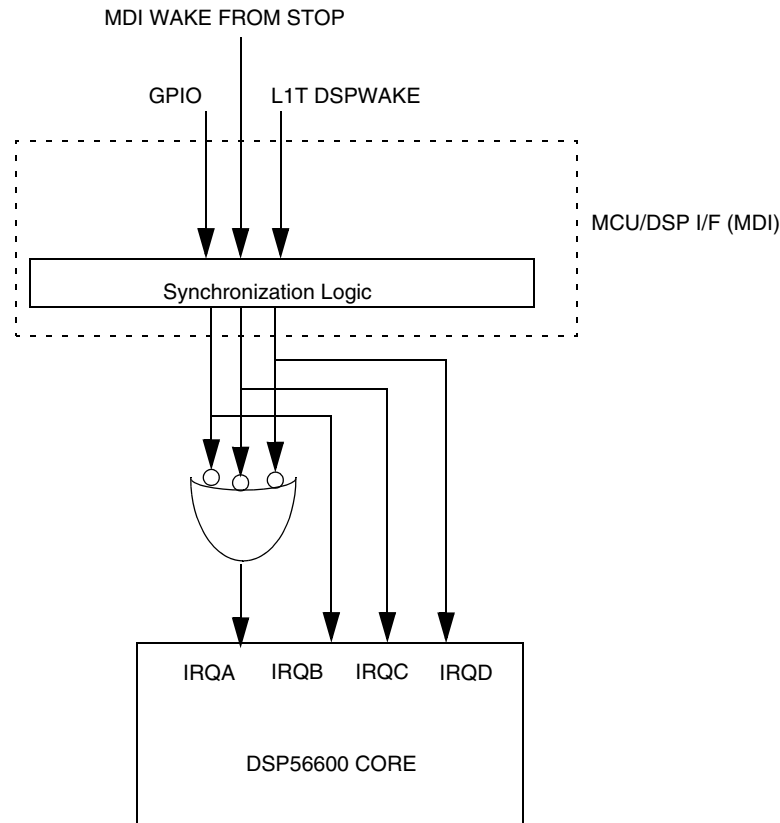 MDI WAKE FROM STOP
GPIO
L1T DSPWAKE
MCU/DSP I/F (MDI)
Synchronization Logic
IRQA IRQB IRQC IRQD
DSP56600 CORE